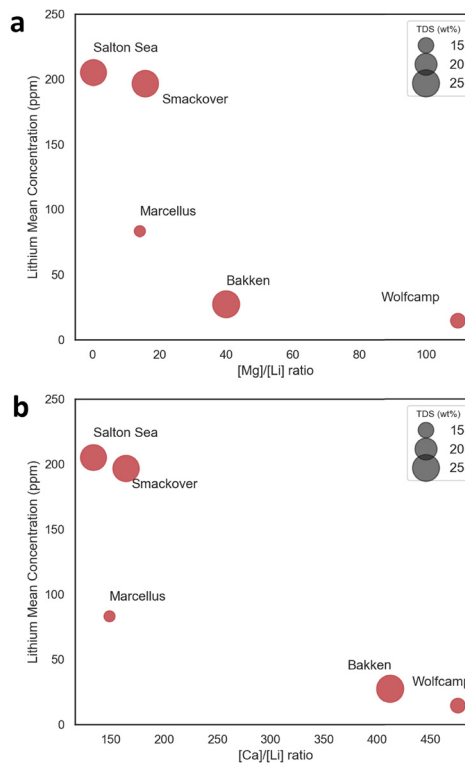 a
250
200
150
100
50
0
Lithium Mean Concentration (ppm)
Salton Sea
Smackover
Marcellus
Bakken
Wolfcamp
TDS (wt%)
15
20
25
0 20 40 60 80 100
[Mg]/[Li] ratio
b
250
200
150
100
50
0
Lithium Mean Concentration (ppm)
Salton Sea
Smackover
Marcellus
Bakken
Wolfcamp
TDS (wt%)
15
20
25
150 200 250 300 350 400 450
[Ca]/[Li] ratio